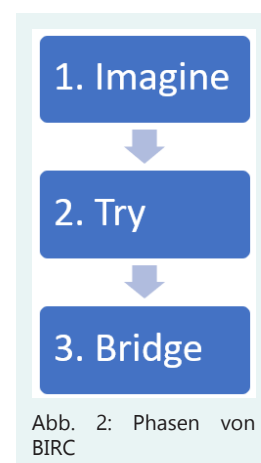 1. Imagine
2. Try
3. Bridge
Abb. 2: Phasen von
BIRC